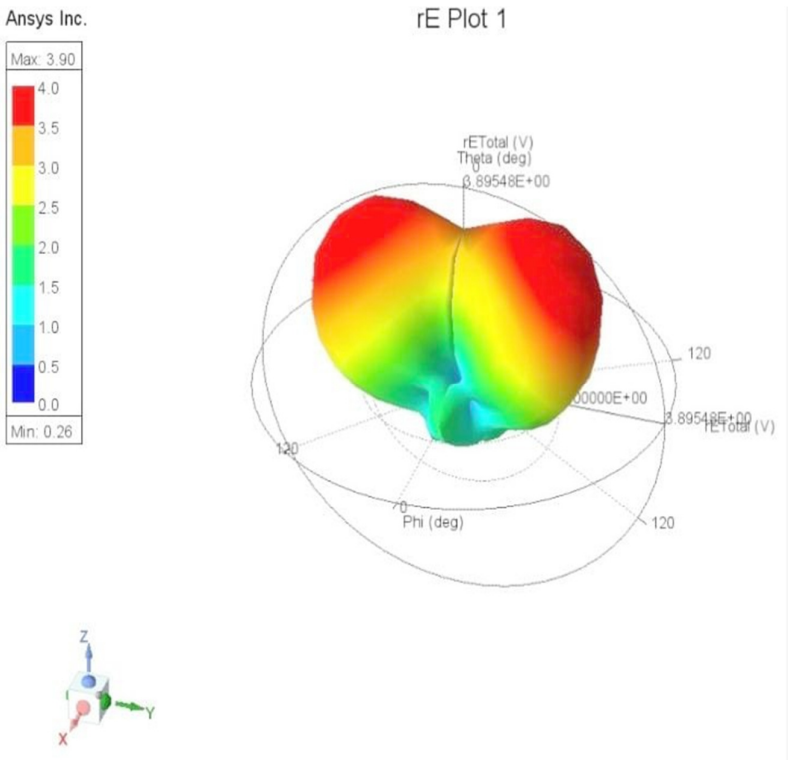 Ansys Inc.
rE Plot 1
Max: 3.90
4.0
3.5
3.0
2.5
2.0
1.5
1.0
0.5
0.0
Min: 0.26
rETotal (V)
Theta (deg)
0
3.89548E+00
120
00000E+00
3.89548E+00
rETotal (V)
120
0
Phi (deg)
120
Z
Y
X